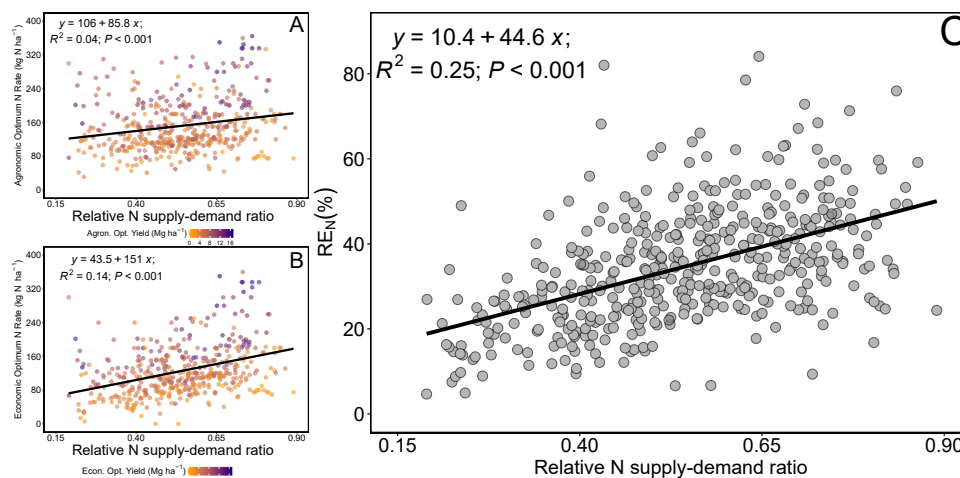 A
y = 106 + 85.8 x;
R² = 0.04; P < 0.001
Agronomic Optimum N Rate (kg N ha⁻¹)
400
320
240
160
80
0
0.15 0.40 0.65 0.90
Relative N supply-demand ratio
Agron. Opt. Yield (Mg ha⁻¹)
0 4 8 12 16
B
y = 43.5 + 151 x;
R² = 0.14; P < 0.001
Economic Optimum N Rate (kg N ha⁻¹)
400
320
240
160
80
0
0.15 0.40 0.65 0.90
Relative N supply-demand ratio
Econ. Opt. Yield (Mg ha⁻¹)
C
y = 10.4 + 44.6 x;
R² = 0.25; P < 0.001
RE_N(%)
80
60
40
20
0
0.15 0.40 0.65 0.90
Relative N supply-demand ratio